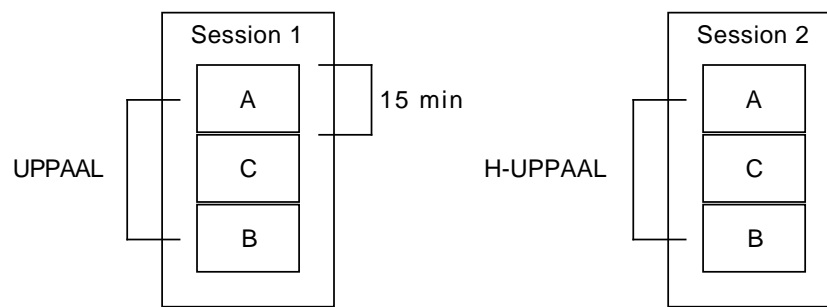 Session 1
A
15 min
UPPAAL
C
B
Session 2
A
H-UPPAAL
C
B